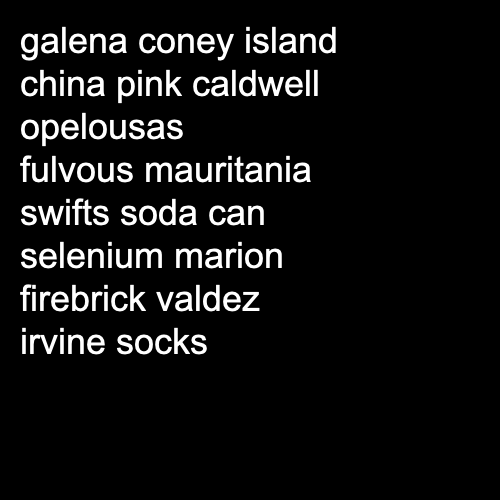 galena coney island
china pink caldwell
opelousas
fulvous mauritania
swifts soda can
selenium marion
firebrick valdez
irvine socks